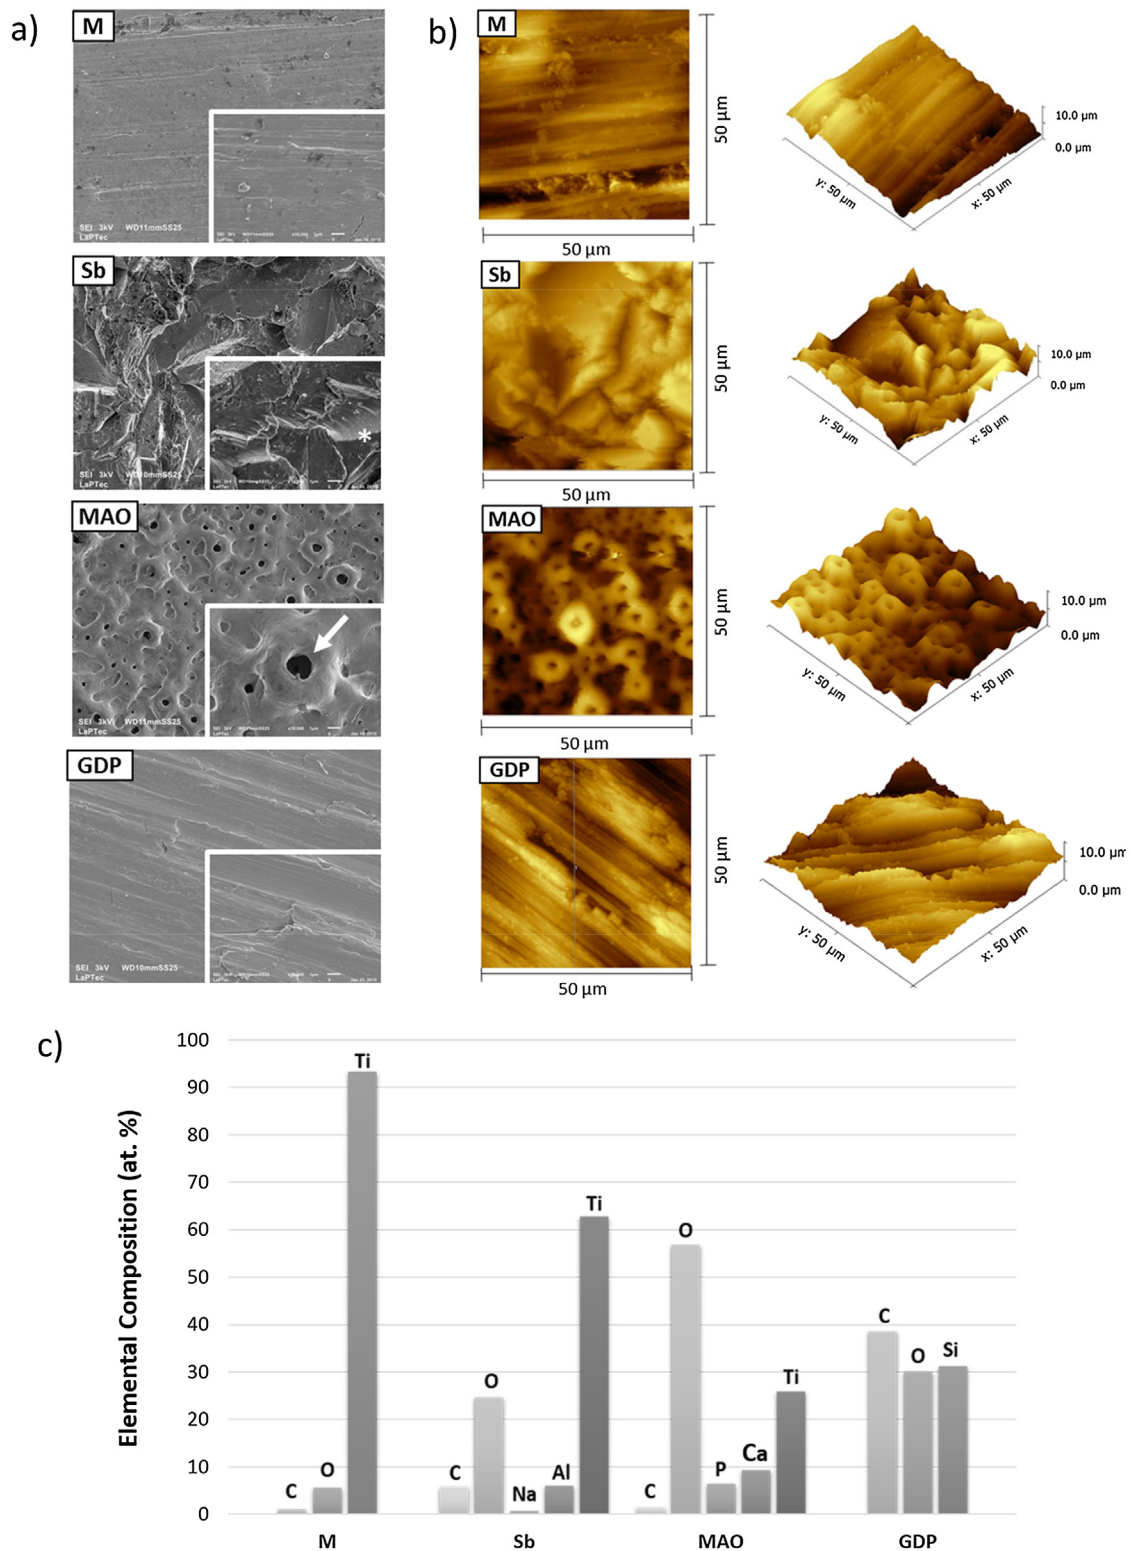 a)
M
SEI 3kV WD11mmSS25
LaPTec
Sb
SEI 3kV WD10mmSS25
LaPTec
*
MAO
SEI 3kV WD11mmSS25
LaPTec
GDP
SEI 3kV WD10mmSS25
LaPTec
b)
M
50 µm
50 µm
10.0 µm
0.0 µm
y: 50 µm
x: 50 µm
Sb
50 µm
50 µm
10.0 µm
0.0 µm
y: 50 µm
x: 50 µm
MAO
50 µm
50 µm
10.0 µm
0.0 µm
y: 50 µm
x: 50 µm
GDP
50 µm
50 µm
10.0 µm
0.0 µm
y: 50 µm
x: 50 µm
c)
Elemental Composition (at. %)
100
90
80
70
60
50
40
30
20
10
0
C O Ti
C O Na Al Ti
C O P Ca Ti
C O Si
M Sb MAO GDP